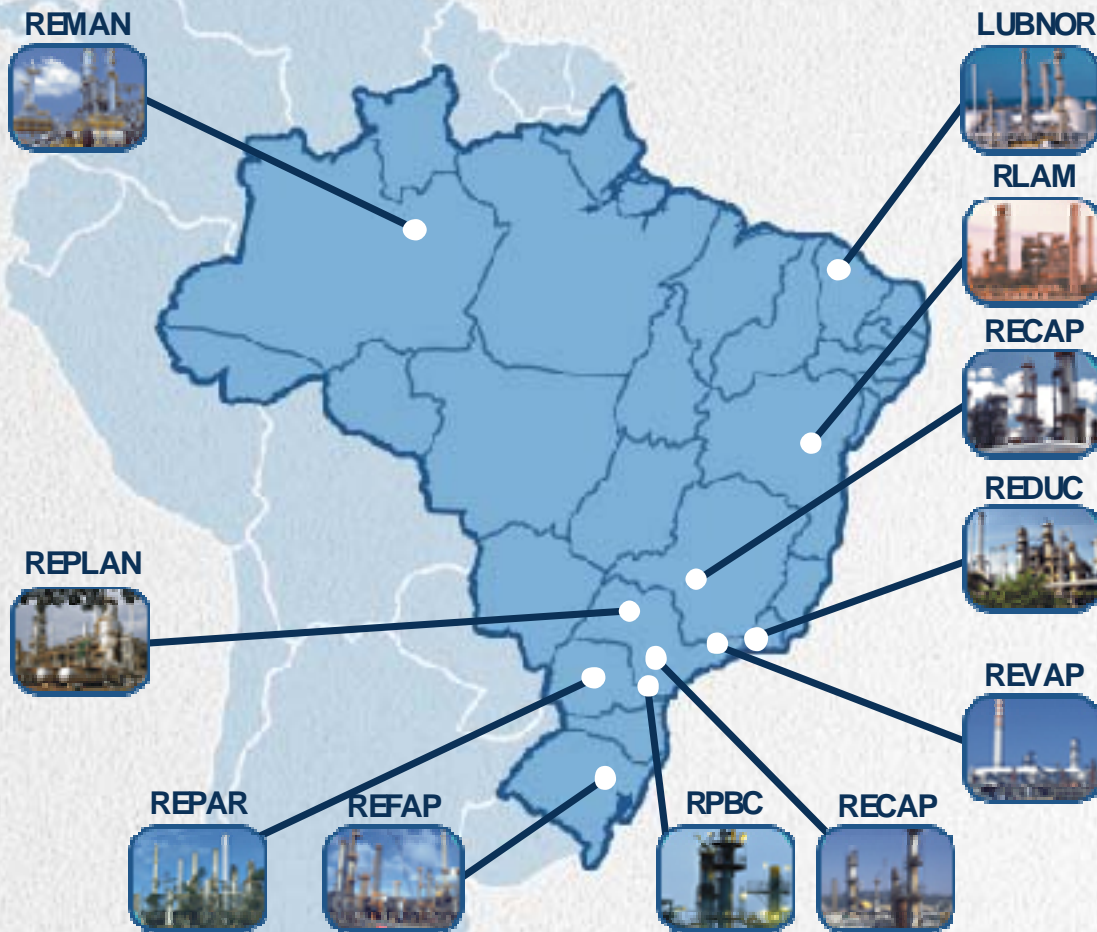 REMAN
LUBNOR
RLAM
RECAP
REDUC
REPLAN
REVAP
REPAR
REFAP
RPBC
RECAP